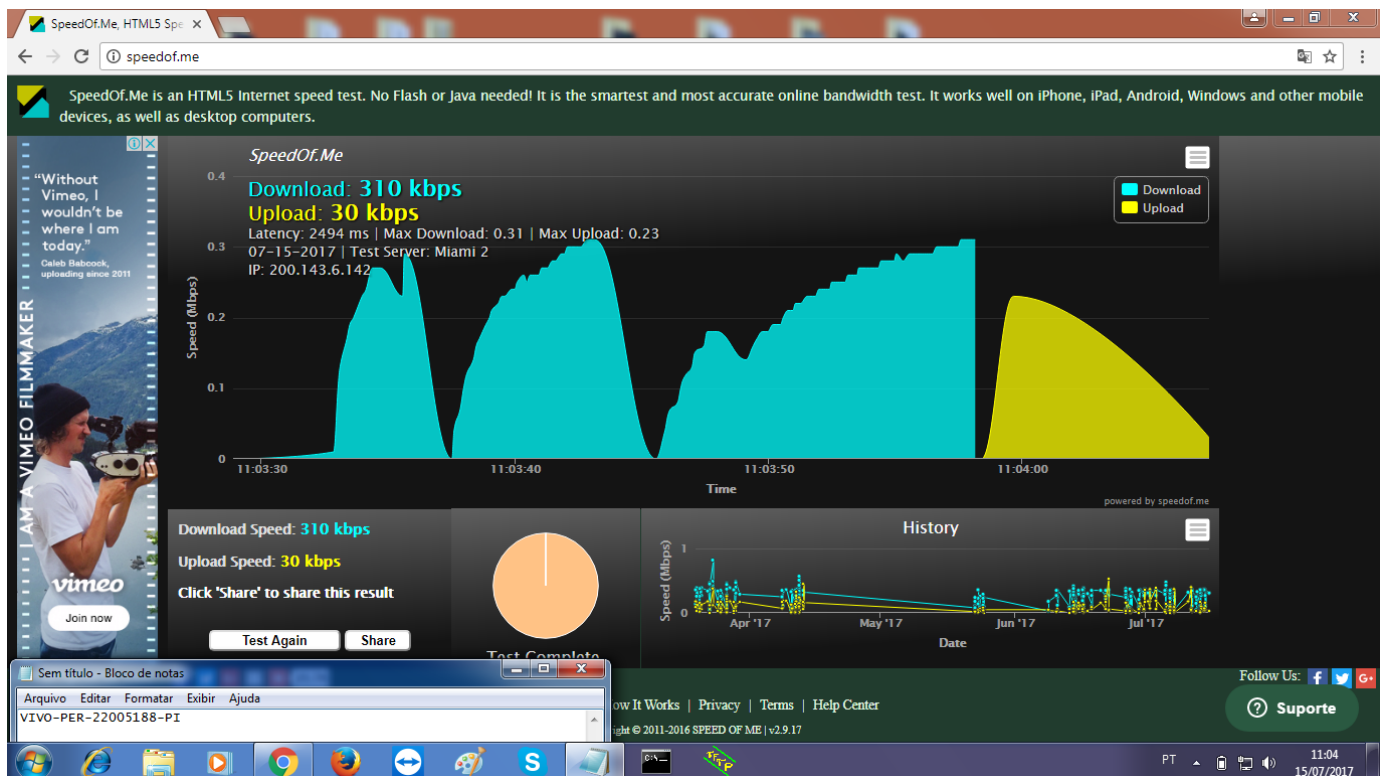 SpeedOf.Me, HTML5 Spe
speedof.me
SpeedOf.Me is an HTML5 Internet speed test. No Flash or Java needed! It is the smartest and most accurate online bandwidth test. It works well on iPhone, iPad, Android, Windows and other mobile
devices, as well as desktop computers.
“Without
Vimeo, I
wouldn’t be
where I am
today.”
Caleb Babcock,
uploading since 2011
I AM A VIMEO FILMMAKER
vimeo
Join now
SpeedOf.Me
Download: 310 kbps
Upload: 30 kbps
Latency: 2494 ms | Max Download: 0.31 | Max Upload: 0.23
07-15-2017 | Test Server: Miami 2
IP: 200.143.6.142
Download
Upload
Speed (Mbps)
0.4
0.3
0.2
0.1
0
11:03:30 11:03:40 11:03:50 11:04:00
Time
powered by speedof.me
Download Speed: 310 kbps
Upload Speed: 30 kbps
Click 'Share' to share this result
Test Again Share
Test Complete
History
Speed (Mbps)
1
0
Apr '17 May '17 Jun '17 Jul '17
Date
Sem título - Bloco de notas
Arquivo Editar Formatar Exibir Ajuda
VIVO-PER-22005188-PI
ow It Works | Privacy | Terms | Help Center
ight © 2011-2016 SPEED OF ME | v2.9.17
Follow Us:
Suporte
PT
11:04
15/07/2017